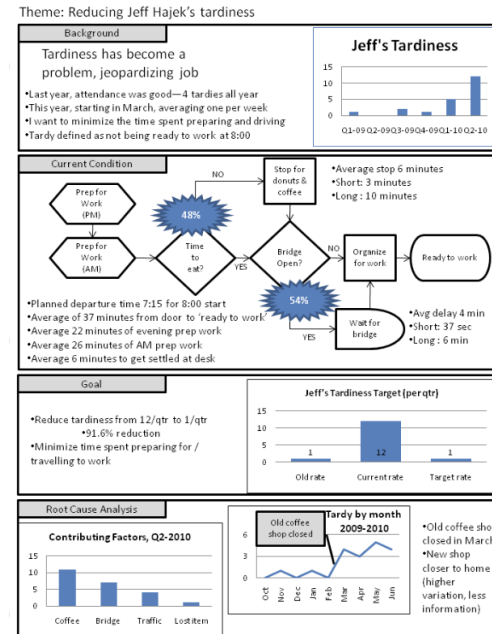 Theme: Reducing Jeff Hajek's tardiness
Background
Tardiness has become a
problem, jeopardizing job
•Last year, attendance was good—4 tardies all year
•This year, starting in March, averaging one per week
•I want to minimize the time spent preparing and driving
•Tardy defined as not being ready to work at 8:00
Jeff's Tardiness
15
10
5
0
Q1-09 Q2-09 Q3-09 Q4-09 Q1-10 Q2-10
Current Condition
Prep for
Work
(PM)
Prep for
Work
(AM)
48%
NO
Time
to
eat?
YES
Stop for
donuts &
coffee
•Average stop 6 minutes
•Short: 3 minutes
•Long : 10 minutes
Bridge
Open?
NO
Organize
for work
Ready to work
54%
YES
Wait for
bridge
•Avg delay 4 min
•Short: 37 sec
•Long : 6 min
•Planned departure time 7:15 for 8:00 start
•Average of 37 minutes from door to 'ready to work'
•Average 22 minutes of evening prep work
•Average 26 minutes of AM prep work
•Average 6 minutes to get settled at desk
Goal
•Reduce tardiness from 12/qtr to 1/qtr
•91.6% reduction
•Minimize time spent preparing for /
travelling to work
Jeff's Tardiness Target (per qtr)
15
10
5
0
1
12
1
Old rate
Current rate
Target rate
Root Cause Analysis
Contributing Factors, Q2-2010
15
10
5
0
Coffee
Bridge
Traffic
Lost item
Old coffee
shop closed
Tardy by month
2009-2010
6
3
0
Oct
Nov
Dec
Jan
Feb
Mar
Apr
May
Jun
•Old coffee shop
closed in March
•New shop
closer to home
(higher
variation, less
information)